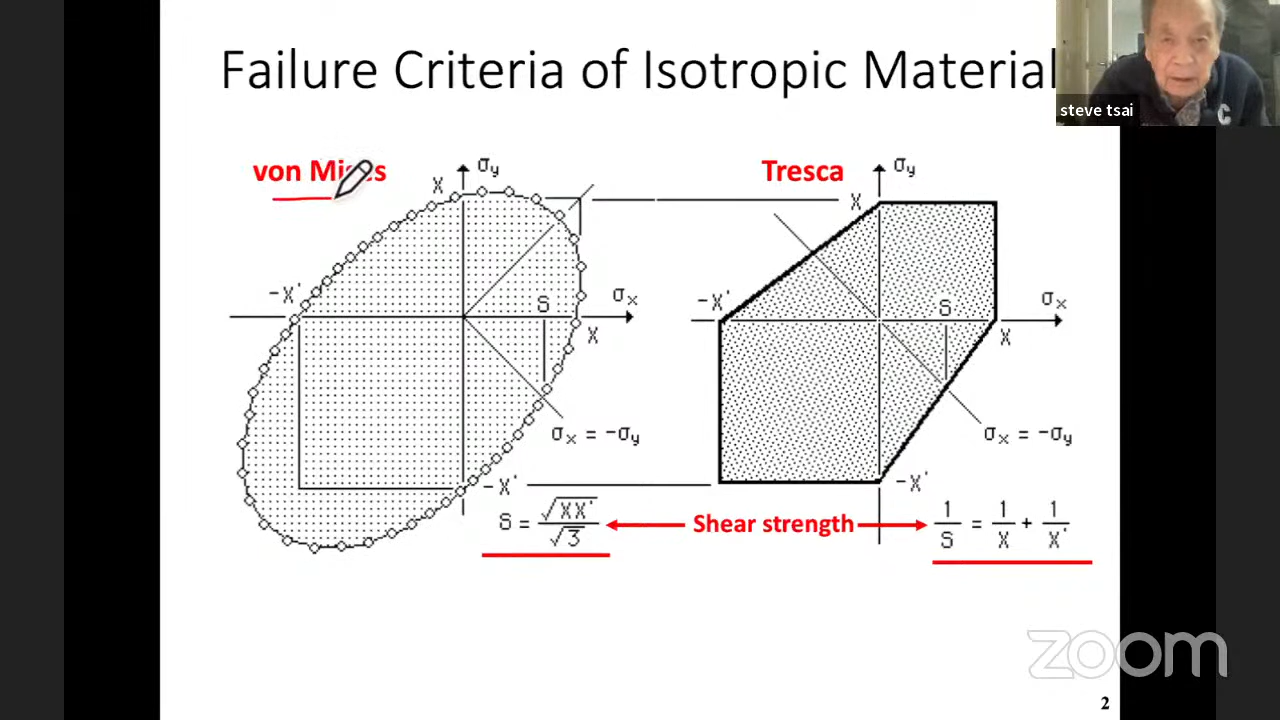 Failure Criteria of Isotropic Material
steve tsai
von Mises
Tresca
σy
X
σy
X
-X'
S
σx
X
-X'
S
σx
X
σx = -σy
σx = -σy
-X'
-X'
S = √XX' / √3
Shear strength
1/S = 1/X + 1/X'
zoom
2